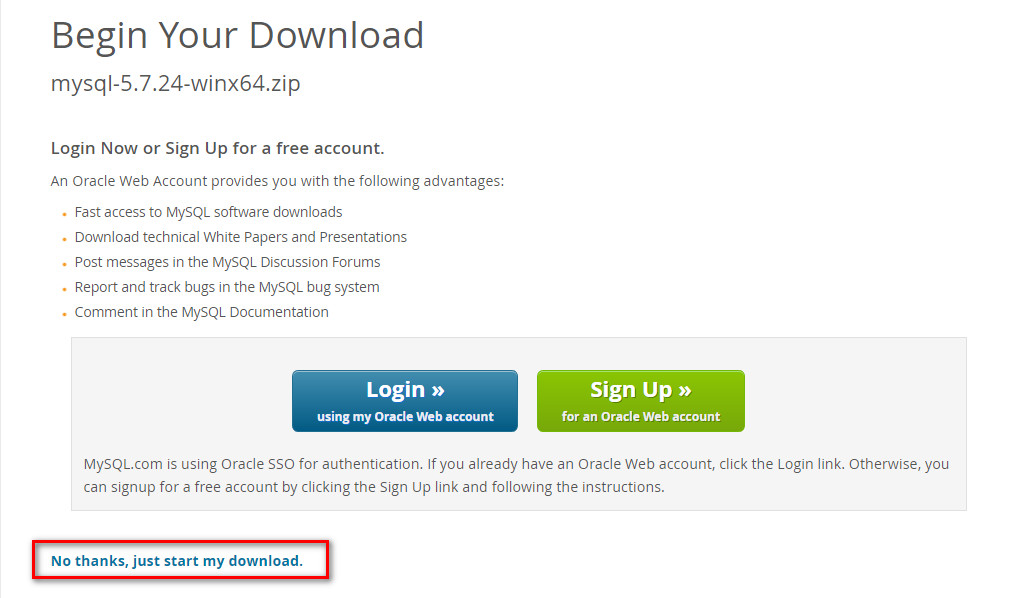 Begin Your Download
mysql-5.7.24-winx64.zip
Login Now or Sign Up for a free account.
An Oracle Web Account provides you with the following advantages:
Fast access to MySQL software downloads
Download technical White Papers and Presentations
Post messages in the MySQL Discussion Forums
Report and track bugs in the MySQL bug system
Comment in the MySQL Documentation
Login »
using my Oracle Web account
Sign Up »
for an Oracle Web account
MySQL.com is using Oracle SSO for authentication. If you already have an Oracle Web account, click the Login link. Otherwise, you
can signup for a free account by clicking the Sign Up link and following the instructions.
No thanks, just start my download.